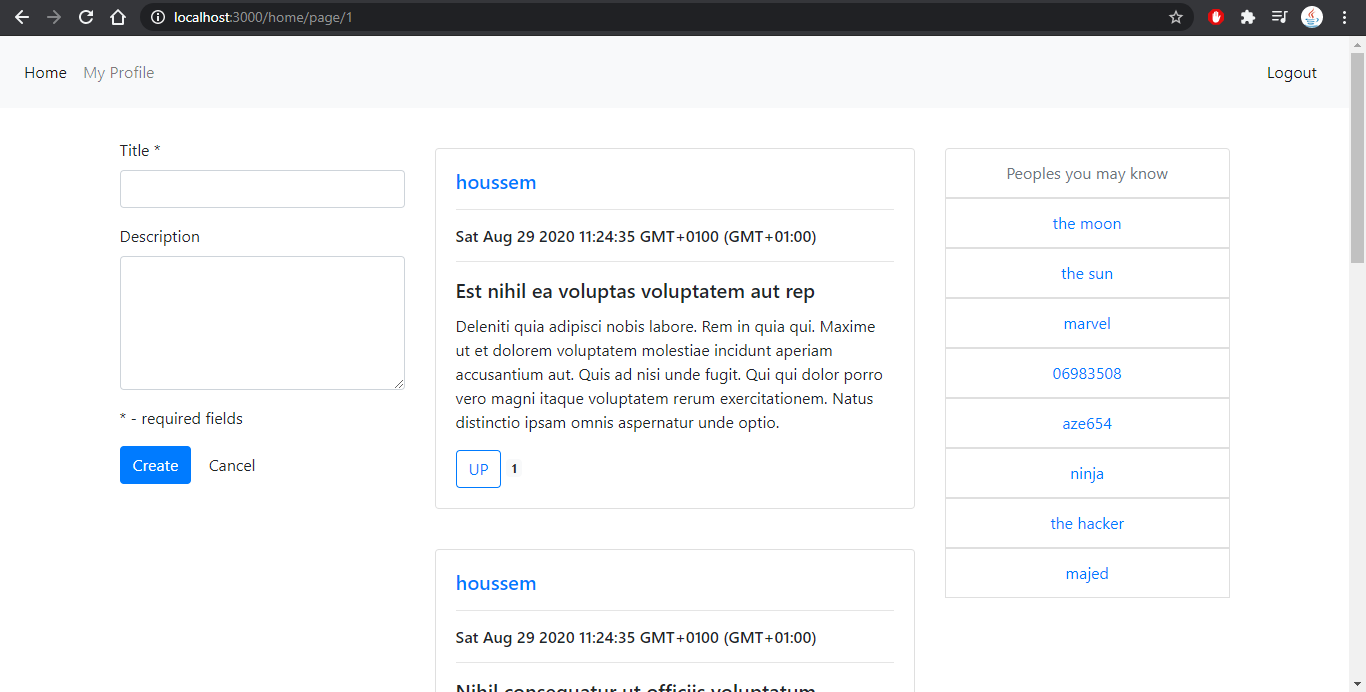 localhost:3000/home/page/1
Home My Profile Logout
Title *
Description
* - required fields
Create Cancel
houssem
Sat Aug 29 2020 11:24:35 GMT+0100 (GMT+01:00)
Est nihil ea voluptas voluptatem aut rep
Deleniti quia adipisci nobis labore. Rem in quia qui. Maxime
ut et dolorem voluptatem molestiae incidunt aperiam
accusantium aut. Quis ad nisi unde fugit. Qui qui dolor porro
vero magni itaque voluptatem rerum exercitationem. Natus
distinctio ipsam omnis aspernatur unde optio.
UP 1
houssem
Sat Aug 29 2020 11:24:35 GMT+0100 (GMT+01:00)
Nihil consequatur ut officiis voluptatum
Peoples you may know
the moon
the sun
marvel
06983508
aze654
ninja
the hacker
majed